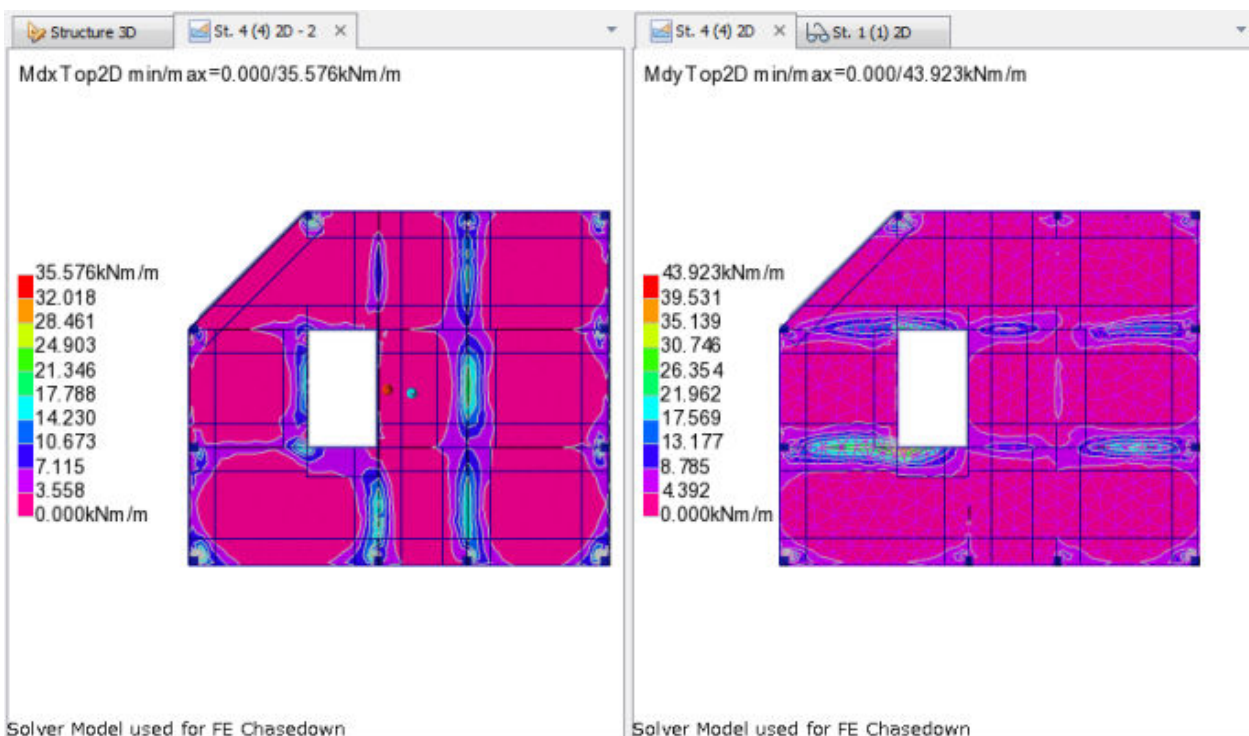 Structure 3D
St. 4 (4) 2D - 2
St. 4 (4) 2D
St. 1 (1) 2D
MdxTop2D min/max=0.000/35.576kNm/m
35.576kNm/m
32.018
28.461
24.903
21.346
17.788
14.230
10.673
7.115
3.558
0.000kNm/m
Solver Model used for FE Chasedown
MdyTop2D min/max=0.000/43.923kNm/m
43.923kNm/m
39.531
35.139
30.746
26.354
21.962
17.569
13.177
8.785
4.392
0.000kNm/m
Solver Model used for FE Chasedown